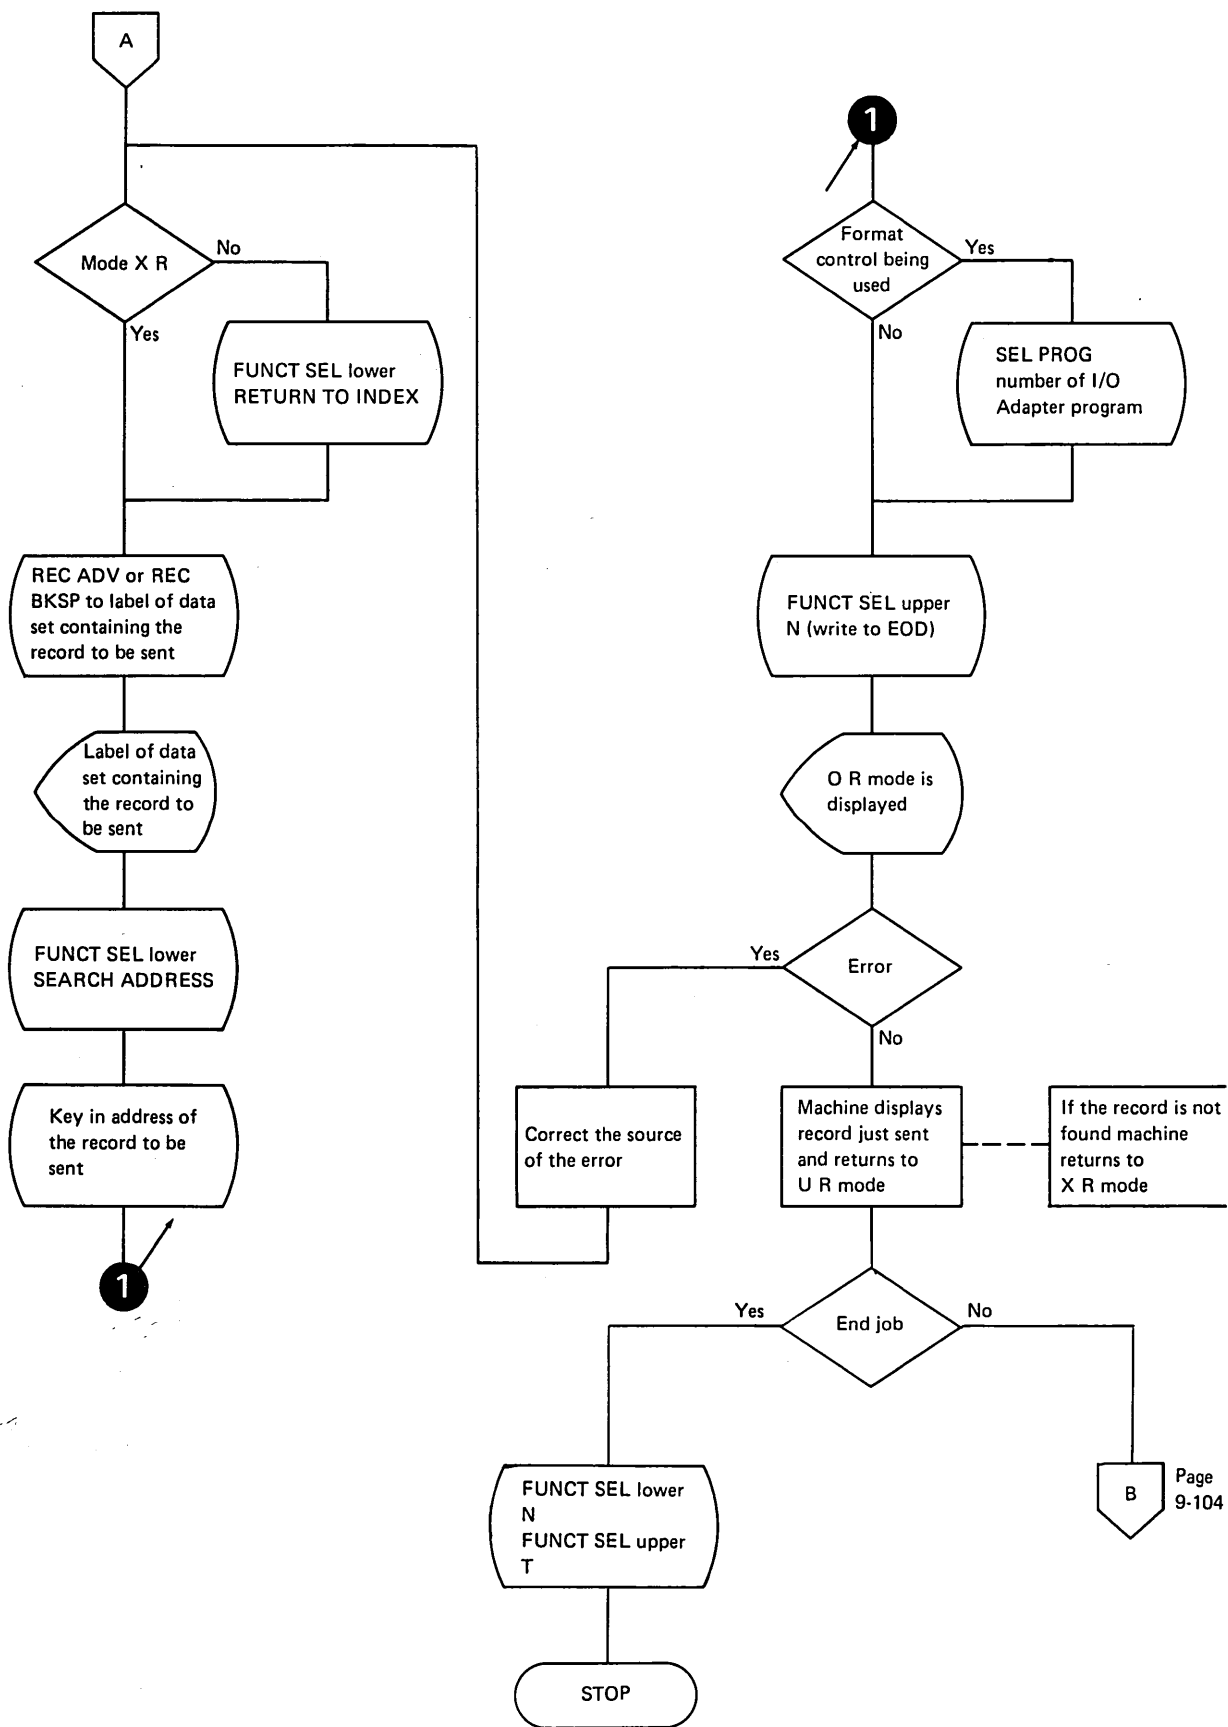 A
Mode X R
No
Yes
FUNCT SEL lower
RETURN TO INDEX
REC ADV or REC
BKSP to label of data
set containing the
record to be sent
Label of data
set containing
the record to
be sent
FUNCT SEL lower
SEARCH ADDRESS
Key in address of
the record to be
sent
1
1
Format
control being
used
Yes
No
SEL PROG
number of I/O
Adapter program
FUNCT SEL upper
N (write to EOD)
O R mode is
displayed
Error
Yes
No
Correct the source
of the error
Machine displays
record just sent
and returns to
U R mode
If the record is not
found machine
returns to
X R mode
End job
Yes
No
FUNCT SEL lower
N
FUNCT SEL upper
T
B
Page
9-104
STOP